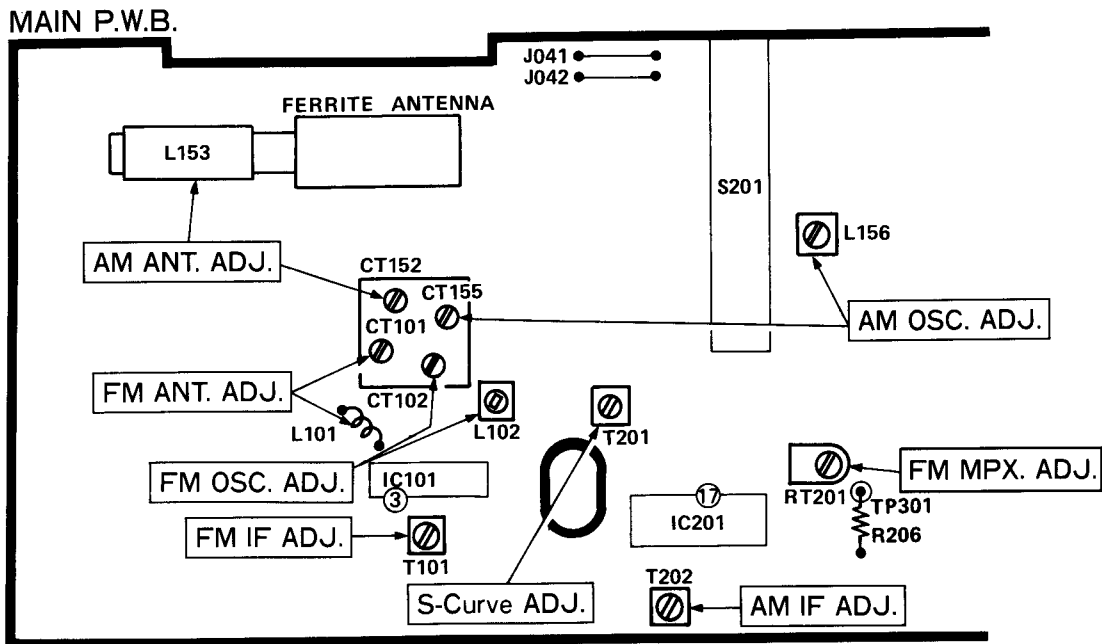 MAIN P.W.B.
J041
J042
FERRITE ANTENNA
L153
S201
L156
AM ANT. ADJ.
CT152
CT155
CT101
AM OSC. ADJ.
FM ANT. ADJ.
CT102
L101
L102
T201
FM OSC. ADJ.
IC101
3
17
IC201
RT201
FM MPX. ADJ.
TP301
R206
FM IF ADJ.
T101
S-Curve ADJ.
T202
AM IF ADJ.